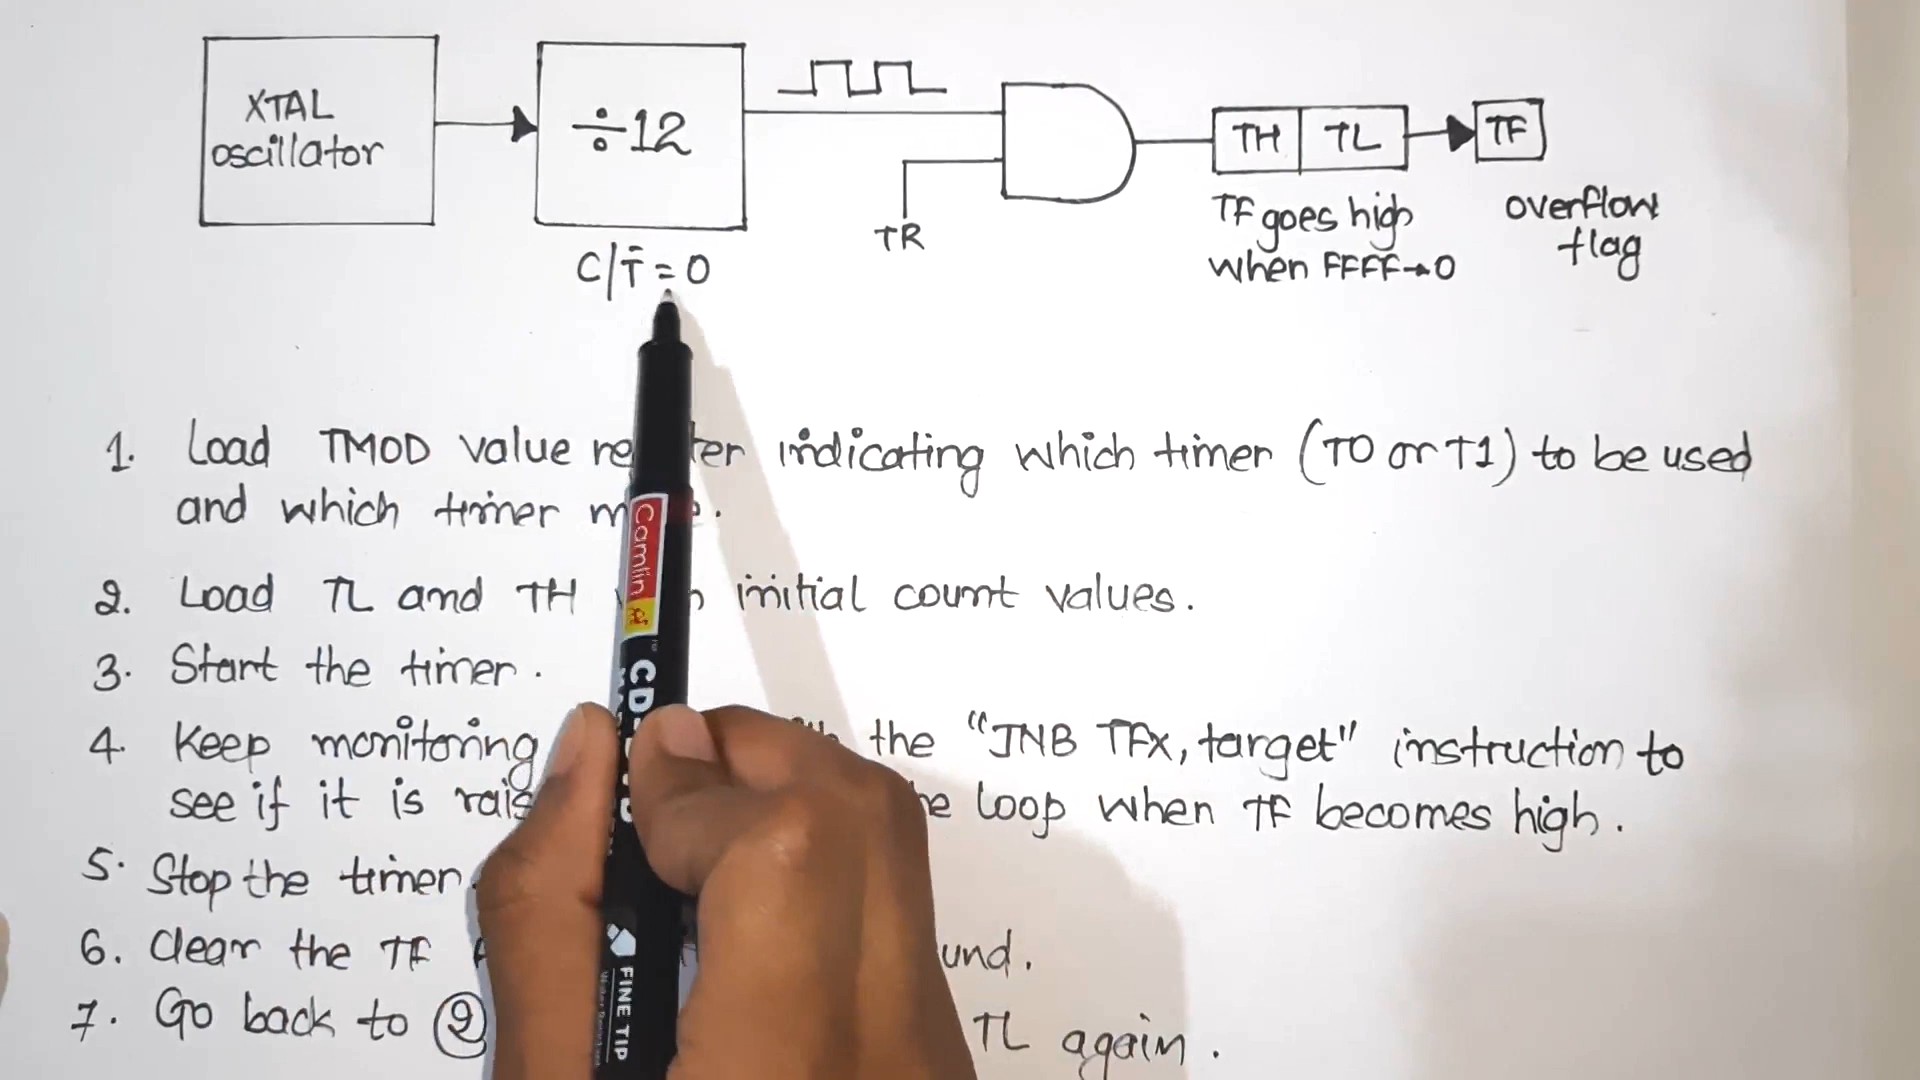 XTAL
oscillator
÷12
C/T̄ = 0
TR
TH TL
TF
TF goes high
when FFFF→0
overflow
flag
1. Load TMOD value indicating which timer (T0 or T1) to be used
and which timer
2. Load TL and TH initial count values.
3. Start the timer.
4. Keep monitoring the "JNB TFx, target" instruction to
see if it is loop when TF becomes high.
5. Stop the timer.
6. Clear the TF
7. Go back to ② TL again.
Camlin
CD-
FINE TIP